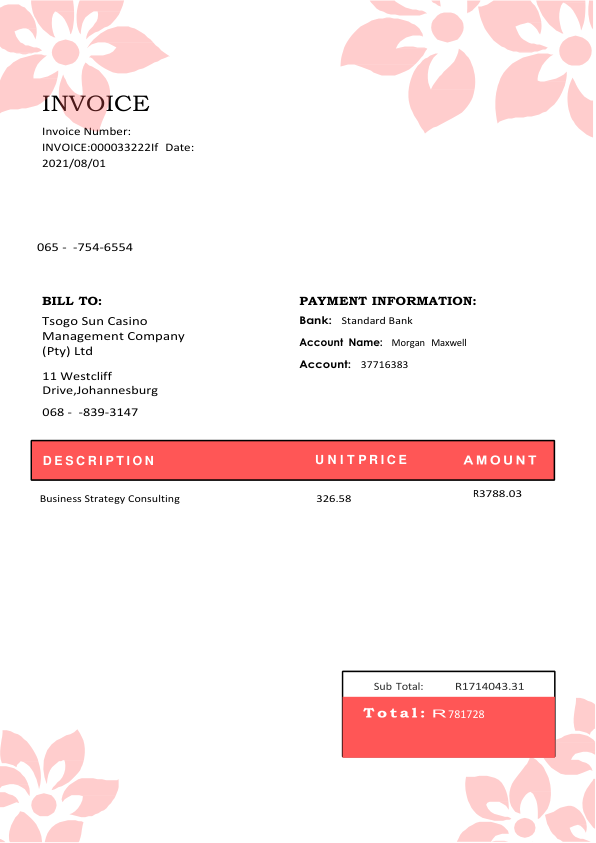 INVOICE
Invoice Number:
INVOICE:000033222If Date:
2021/08/01
065 - -754-6554
BILL TO:
Tsogo Sun Casino
Management Company
(Pty) Ltd
11 Westcliff
Drive,Johannesburg
068 - -839-3147
PAYMENT INFORMATION:
Bank: Standard Bank
Account Name: Morgan Maxwell
Account: 37716383
DESCRIPTION UNITPRICE AMOUNT
Business Strategy Consulting 326.58 R3788.03
Sub Total: R1714043.31
Total: R781728